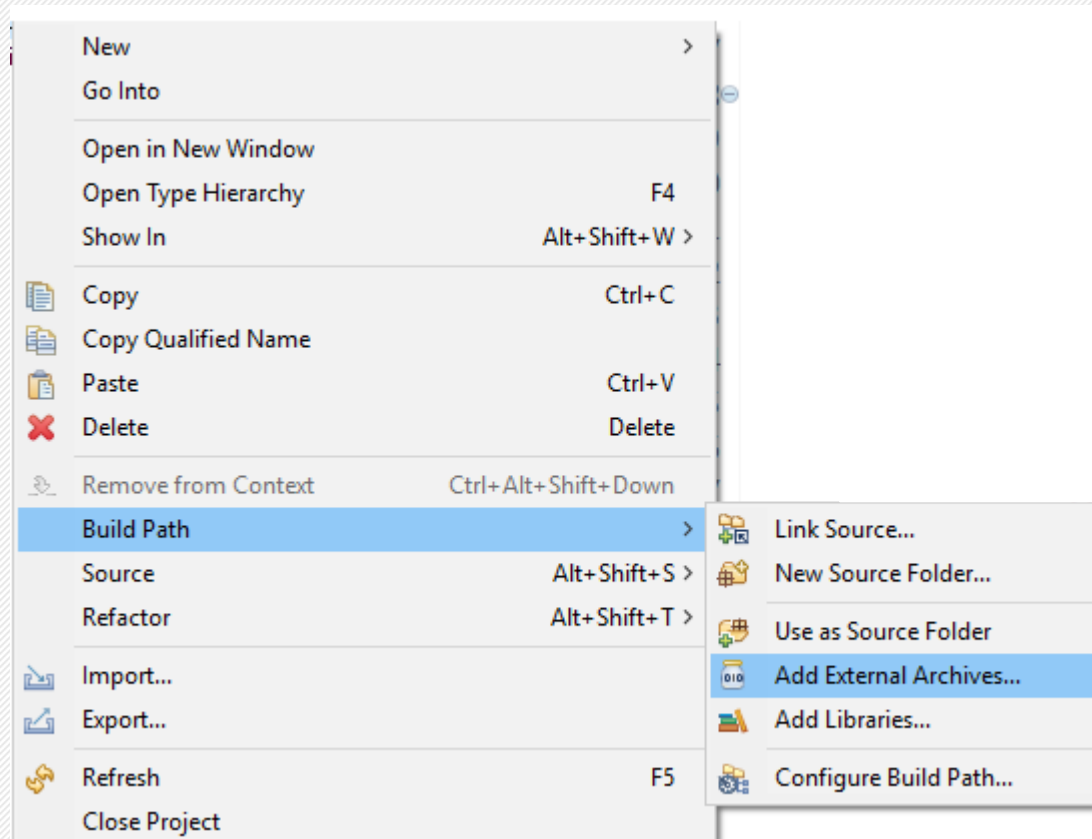 New
Go Into
Open in New Window
Open Type Hierarchy F4
Show In Alt+Shift+W >
Copy Ctrl+C
Copy Qualified Name
Paste Ctrl+V
Delete Delete
Remove from Context Ctrl+Alt+Shift+Down
Build Path
Source Alt+Shift+S >
Refactor Alt+Shift+T >
Import...
Export...
Refresh F5
Close Project
Link Source...
New Source Folder...
Use as Source Folder
Add External Archives...
Add Libraries...
Configure Build Path...